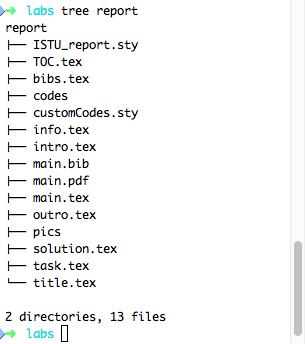 ➜ labs tree report
report
├── ISTU_report.sty
├── TOC.tex
├── bibs.tex
├── codes
├── customCodes.sty
├── info.tex
├── intro.tex
├── main.bib
├── main.pdf
├── main.tex
├── outro.tex
├── pics
├── solution.tex
├── task.tex
└── title.tex
2 directories, 13 files
➜ labs